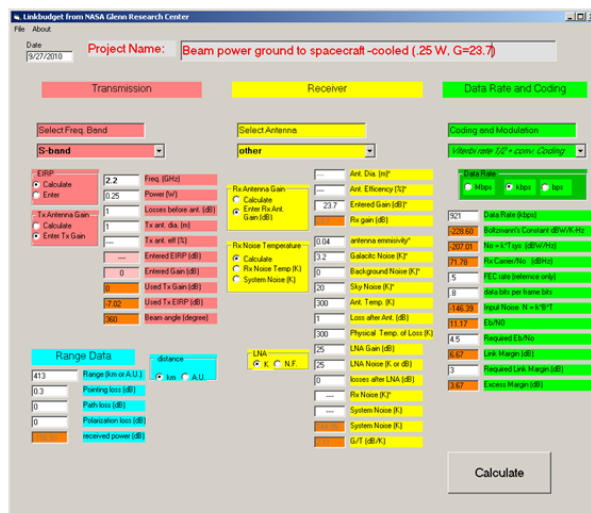 Linkbudget from NASA Glenn Research Center
File About
Date
9/27/2010
Project Name:
Beam power ground to spacecraft -cooled (.25 W, G=23.7)
Transmission
Select Freq. Band
S-band
EIRP
Calculate
Enter
Tx Antenna Gain
Calculate
Enter Tx Gain
2.2 Freq. (GHz)
0.25 Power (W)
1 Losses before ant. (dB)
1 Tx ant. dia. (m)
--- Tx ant. eff (%)
--- Entered EIRP (dB)
0 Entered Gain (dB)
0 Used Tx Gain (dB)
-7.02 Used Tx EIRP (dB)
360 Beam angle (degree)
Range Data
distance
km A.U.
413 Range (km or A.U.)
0.3 Pointing loss (dB)
0 Path loss (dB)
0 Polarization loss (dB)
received power (dB)
Receiver
Select Antenna
other
Rx Antenna Gain
Calculate
Enter Rx Ant.
Gain (dB)
Rx Noise Temperature
Calculate
Rx Noise Temp (K)
System Noise (K)
LNA
K N.F.
--- Ant. Dia. (m)*
--- Ant. Efficency (%)*
23.7 Entered Gain (dB)*
Rx gain (dB)
0.04 antenna emmisivity*
3.2 Galacitc Noise (K)*
0 Background Noise (K)*
20 Sky Noise (K)*
300 Ant. Temp. (K)
1 Loss after Ant. (dB)
300 Physical Temp. of Loss (K)
25 LNA Gain (dB)
25 LNA Noise (K or dB)
0 losses after LNA (dB)
--- Rx Noise (K)*
--- System Noise (K)
System Noise (K)
G/T (dB/K)
Data Rate and Coding
Coding and Modulation
Viterbi rate 1/2 + conv. Coding
Data Rate
Mbps kbps bps
921 Data Rate (kbps)
-228.60 Boltzmann's Constant dBW/K-Hz
-207.01 No = k*Tsys (dBW/Hz)
71.78 Rx Carrier/No (dBHz)
.5 FEC rate (refernce only)
.8 data bits per frame bits
-146.39 Input Noise N = k*B*T
11.17 Eb/N0
4.5 Required Eb/No
6.67 Link Margin (dB)
3 Required Link Margin (dB)
3.67 Excess Margin (dB)
Calculate